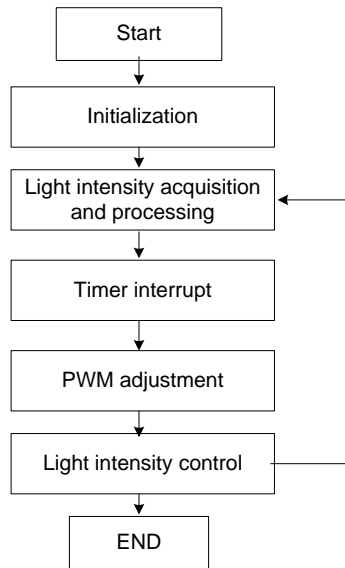 Start
Initialization
Light intensity acquisition
and processing
Timer interrupt
PWM adjustment
Light intensity control
END